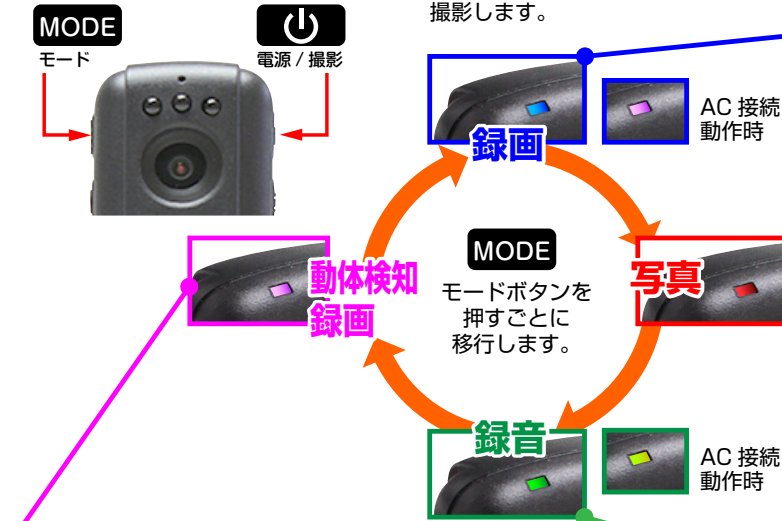 撮影します。
MODE
モード
電源 / 撮影
AC 接続
動作時
録画
MODE
モードボタンを
押すごとに
移行します。
写真
動体検知
録画
録音
AC 接続
動作時